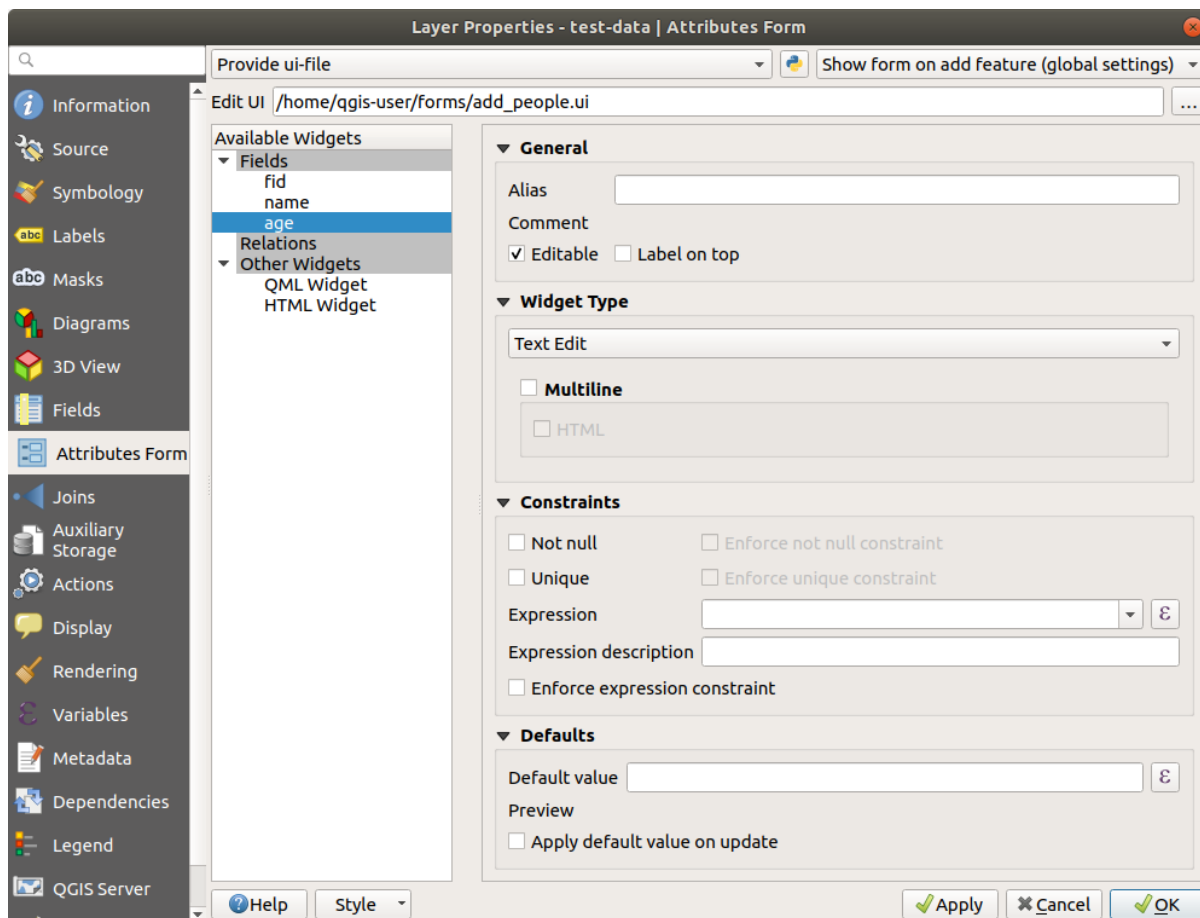 Layer Properties - test-data | Attributes Form
Provide ui-file
Show form on add feature (global settings)
Edit UI /home/qgis-user/forms/add_people.ui
...
Information
Source
Symbology
abc Labels
abc Masks
Diagrams
3D View
Fields
Attributes Form
Joins
Auxiliary
Storage
Actions
Display
Rendering
ε Variables
Metadata
Dependencies
Legend
QGIS Server
Available Widgets
Fields
fid
name
age
Relations
Other Widgets
QML Widget
HTML Widget
General
Alias
Comment
Editable Label on top
Widget Type
Text Edit
Multiline
HTML
Constraints
Not null Enforce not null constraint
Unique Enforce unique constraint
Expression ε
Expression description
Enforce expression constraint
Defaults
Default value ε
Preview
Apply default value on update
Help Style Apply Cancel OK